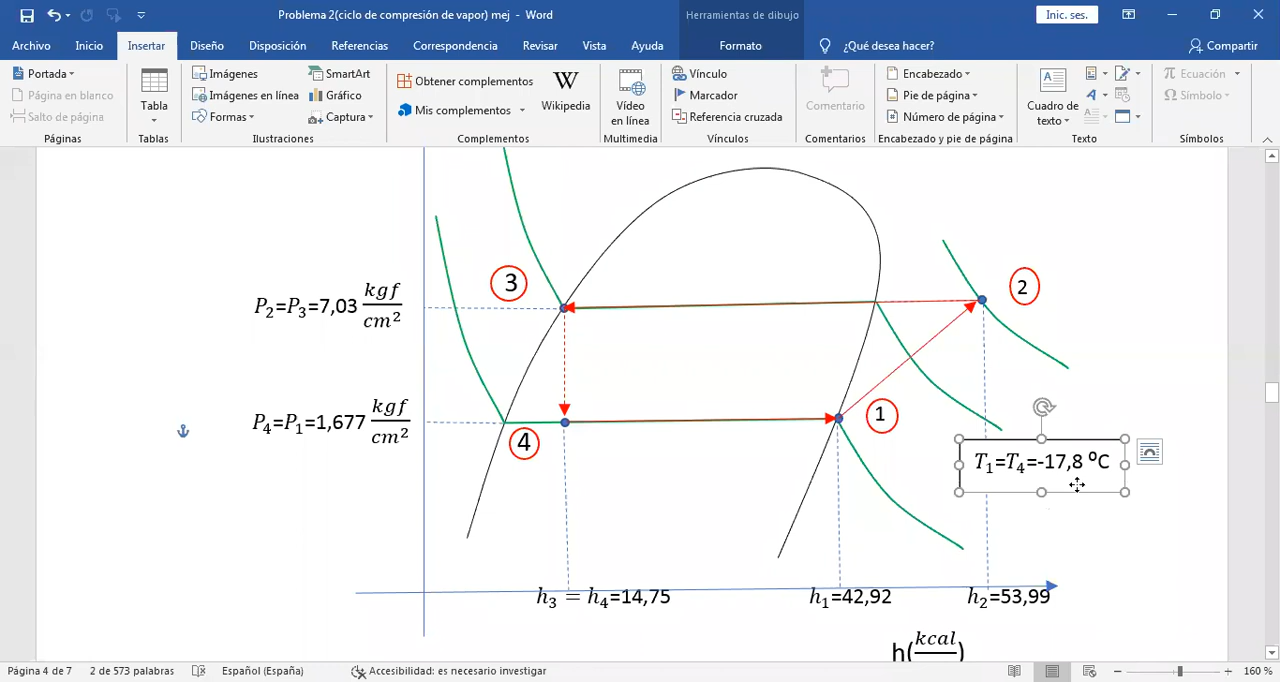 Problema 2(ciclo de compresión de vapor) mej - Word
Herramientas de dibujo
Inic. ses.
Archivo Inicio Insertar Diseño Disposición Referencias Correspondencia Revisar Vista Ayuda Formato ¿Qué desea hacer? Compartir
Portada
Página en blanco
Salto de página
Páginas
Tabla
Tablas
Imágenes
Imágenes en línea
Formas
SmartArt
Gráfico
Captura
Ilustraciones
Obtener complementos
Mis complementos
W
Wikipedia
Complementos
Vídeo
en línea
Multimedia
Vínculo
Marcador
Referencia cruzada
Vínculos
Comentario
Comentarios
Encabezado
Pie de página
Número de página
Encabezado y pie de página
Cuadro de
texto
Texto
Ecuación
Símbolo
Símbolos
3
2
P₂=P₃=7,03 kgf/cm²
P₄=P₁=1,677 kgf/cm²
1
4
T₁=T₄=-17,8 ⁰C
h₃ = h₄=14,75
h₁=42,92
h₂=53,99
h(kcal/)
Página 4 de 7
2 de 573 palabras
Español (España)
Accesibilidad: es necesario investigar
160 %